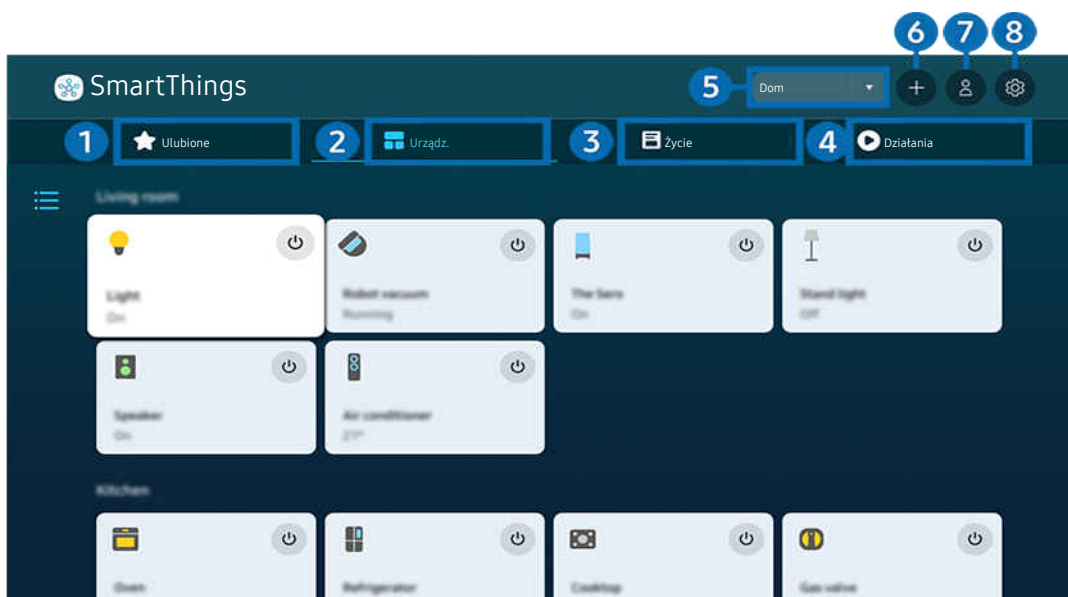 6 7 8
SmartThings
5 Dom
1 Ulubione 2 Urządz. 3 Życie 4 Działania
Living room
Light
On
Robot vacuum
Running
The Sero
On
Stand light
Off
Speaker
On
Air conditioner
21°
Kitchen
Oven
Refrigerator
Cooktop
Gas valve